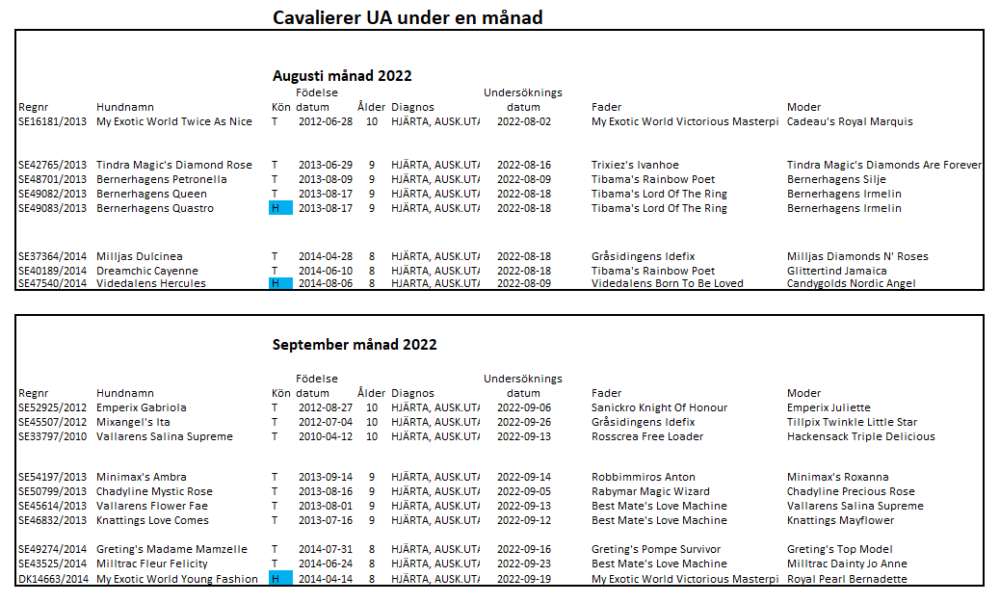 Cavalierer UA under en månad
Augusti månad 2022
Födelse Undersöknings
Regnr Hundnamn Kön datum Ålder Diagnos datum Fader Moder
SE16181/2013 My Exotic World Twice As Nice T 2012-06-28 10 HJÄRTA, AUSK.UTA 2022-08-02 My Exotic World Victorious Masterpi Cadeau's Royal Marquis
SE42765/2013 Tindra Magic's Diamond Rose T 2013-06-29 9 HJÄRTA, AUSK.UTA 2022-08-16 Trixiez's Ivanhoe Tindra Magic's Diamonds Are Forever
SE48701/2013 Bernerhagens Petronella T 2013-08-09 9 HJÄRTA, AUSK.UTA 2022-08-09 Tibama's Rainbow Poet Bernerhagens Silje
SE49082/2013 Bernerhagens Queen T 2013-08-17 9 HJÄRTA, AUSK.UTA 2022-08-18 Tibama's Lord Of The Ring Bernerhagens Irmelin
SE49083/2013 Bernerhagens Quastro H 2013-08-17 9 HJÄRTA, AUSK.UTA 2022-08-18 Tibama's Lord Of The Ring Bernerhagens Irmelin
SE37364/2014 Milljas Dulcinea T 2014-04-28 8 HJÄRTA, AUSK.UTA 2022-08-18 Gråsidingens Idefix Milljas Diamonds N' Roses
SE40189/2014 Dreamchic Cayenne T 2014-06-10 8 HJÄRTA, AUSK.UTA 2022-08-18 Tibama's Rainbow Poet Glittertind Jamaica
SE47540/2014 Videdalens Hercules H 2014-08-06 8 HJÄRTA, AUSK.UTA 2022-08-09 Videdalens Born To Be Loved Candygolds Nordic Angel
September månad 2022
Födelse Undersöknings
Regnr Hundnamn Kön datum Ålder Diagnos datum Fader Moder
SE52925/2012 Emperix Gabriola T 2012-08-27 10 HJÄRTA, AUSK.UTA 2022-09-06 Sanickro Knight Of Honour Emperix Juliette
SE45507/2012 Mixangel's Ita T 2012-07-04 10 HJÄRTA, AUSK.UTA 2022-09-26 Gråsidingens Idefix Tillpix Twinkle Little Star
SE33797/2010 Vallarens Salina Supreme T 2010-04-12 10 HJÄRTA, AUSK.UTA 2022-09-13 Rosscrea Free Loader Hackensack Triple Delicious
SE54197/2013 Minimax's Ambra T 2013-09-14 9 HJÄRTA, AUSK.UTA 2022-09-14 Robbimmiros Anton Minimax's Roxanna
SE50799/2013 Chadyline Mystic Rose T 2013-08-16 9 HJÄRTA, AUSK.UTA 2022-09-05 Rabymar Magic Wizard Chadyline Precious Rose
SE45614/2013 Vallarens Flower Fae T 2013-08-01 9 HJÄRTA, AUSK.UTA 2022-09-13 Best Mate's Love Machine Vallarens Salina Supreme
SE46832/2013 Knattings Love Comes T 2013-07-16 9 HJÄRTA, AUSK.UTA 2022-09-12 Best Mate's Love Machine Knattings Mayflower
SE49274/2014 Greting's Madame Mamzelle T 2014-07-31 8 HJÄRTA, AUSK.UTA 2022-09-16 Greting's Pompe Survivor Greting's Top Model
SE43525/2014 Milltrac Fleur Felicity T 2014-06-24 8 HJÄRTA, AUSK.UTA 2022-09-23 Best Mate's Love Machine Milltrac Dainty Jo Anne
DK14663/2014 My Exotic World Young Fashion H 2014-04-14 8 HJÄRTA, AUSK.UTA 2022-09-19 My Exotic World Victorious Masterpi Royal Pearl Bernadette